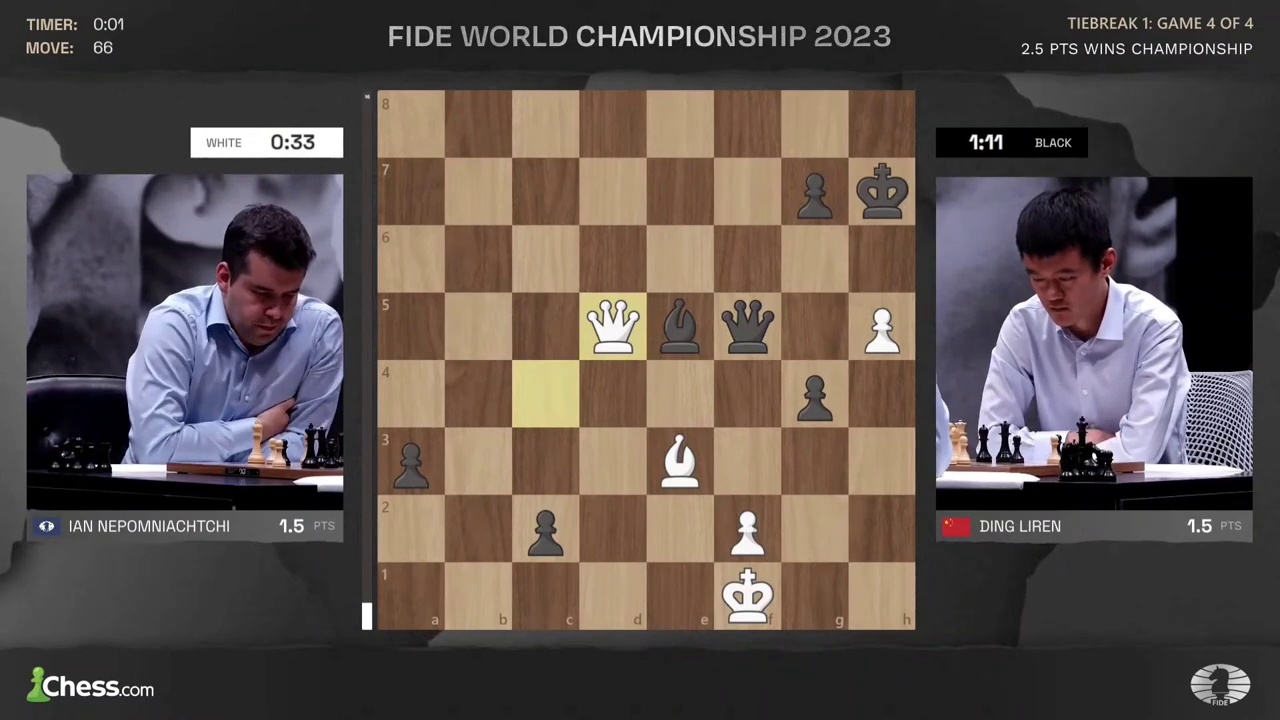 TIMER: 0:01
MOVE: 66
FIDE WORLD CHAMPIONSHIP 2023
TIEBREAK 1: GAME 4 OF 4
2.5 PTS WINS CHAMPIONSHIP
WHITE 0:33
1:11 BLACK
8
7
6
5
4
3
2
1
a b c d e f g h
IAN NEPOMNIACHTCHI 1.5 PTS
DING LIREN 1.5 PTS
Chess.com
FIDE